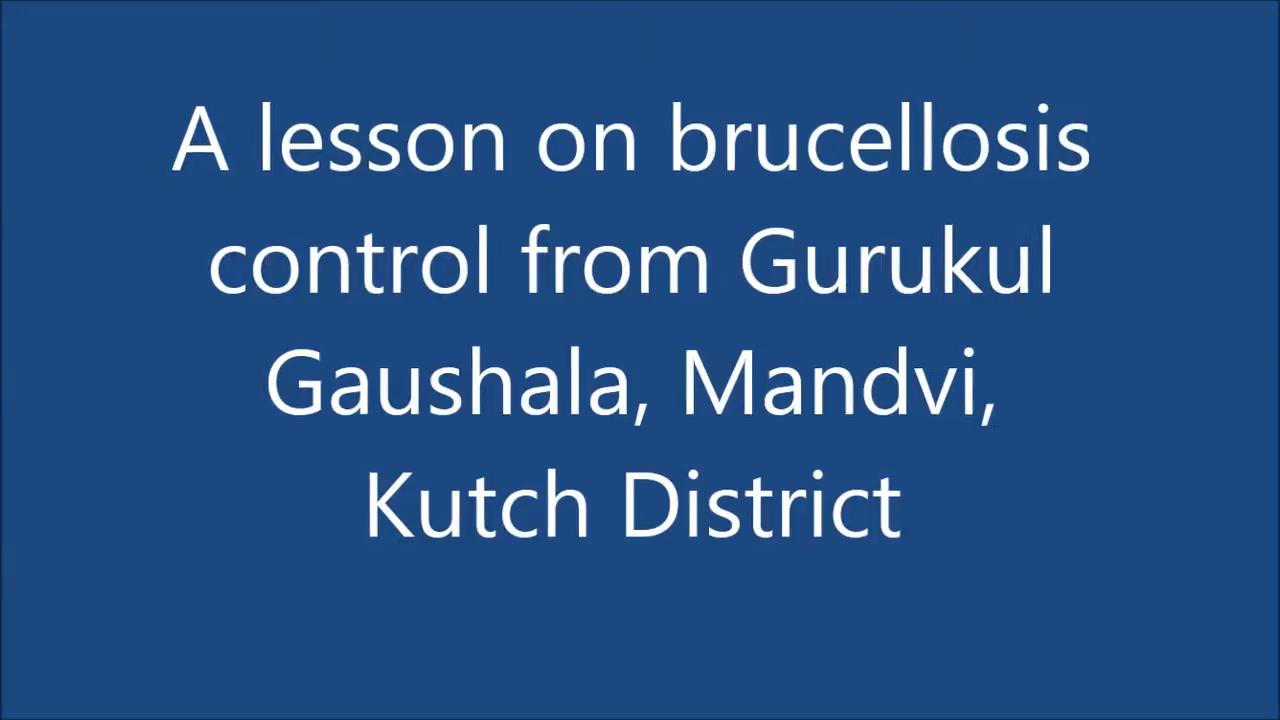 A lesson on brucellosis
control from Gurukul
Gaushala, Mandvi,
Kutch District